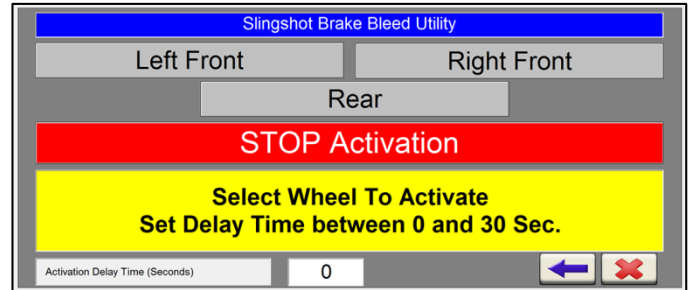 Slingshot Brake Bleed Utility
Left Front
Right Front
Rear
STOP Activation
Select Wheel To Activate
Set Delay Time between 0 and 30 Sec.
Activation Delay Time (Seconds)
0